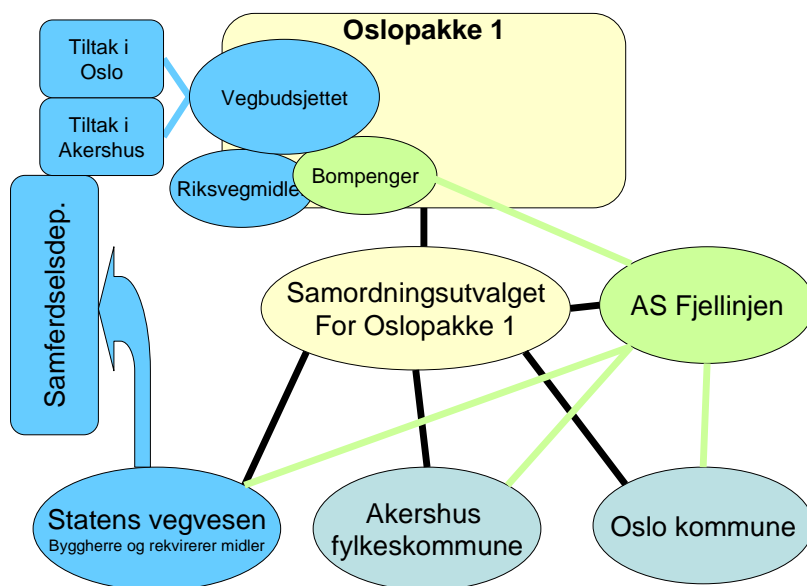 Oslopakke 1
Tiltak i
Oslo
Vegbudsjettet
Tiltak i
Akershus
Riksvegmidle
Bompenger
Samferdselsdep.
Samordningsutvalget
For Oslopakke 1
AS Fjellinjen
Statens vegvesen
Byggherre og rekvirerer midler
Akershus
fylkeskommune
Oslo kommune